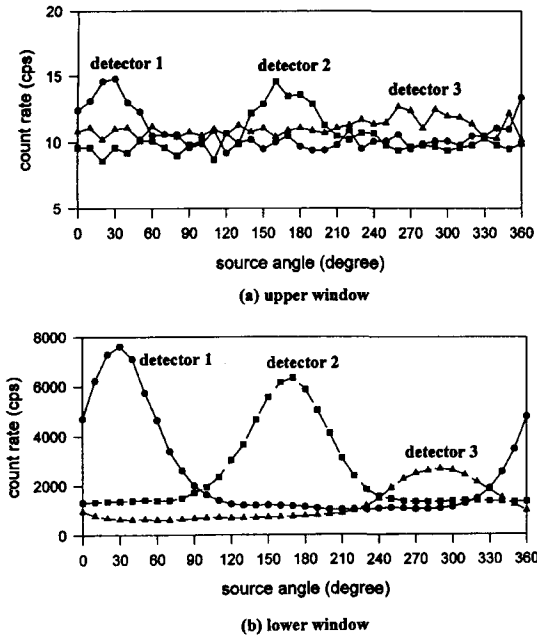 20
15
10
5
count rate (cps)
detector 1
detector 2
detector 3
0 30 60 90 120 150 180 210 240 270 300 330 360
source angle (degree)
(a) upper window
8000
6000
4000
2000
0
count rate (cps)
detector 1
detector 2
detector 3
0 30 60 90 120 150 180 210 240 270 300 330 360
source angle (degree)
(b) lower window